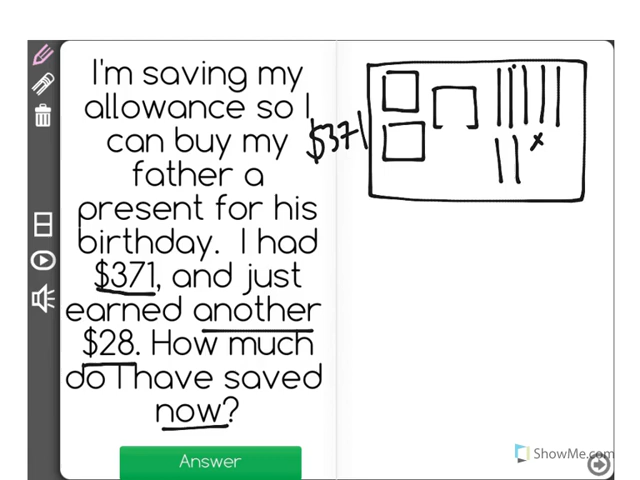 I'm saving my
allowance so I
can buy my
father a
present for his
birthday. I had
$371, and just
earned another
$28. How much
do I have saved
now?
Answer
$371
x
ShowMe.com